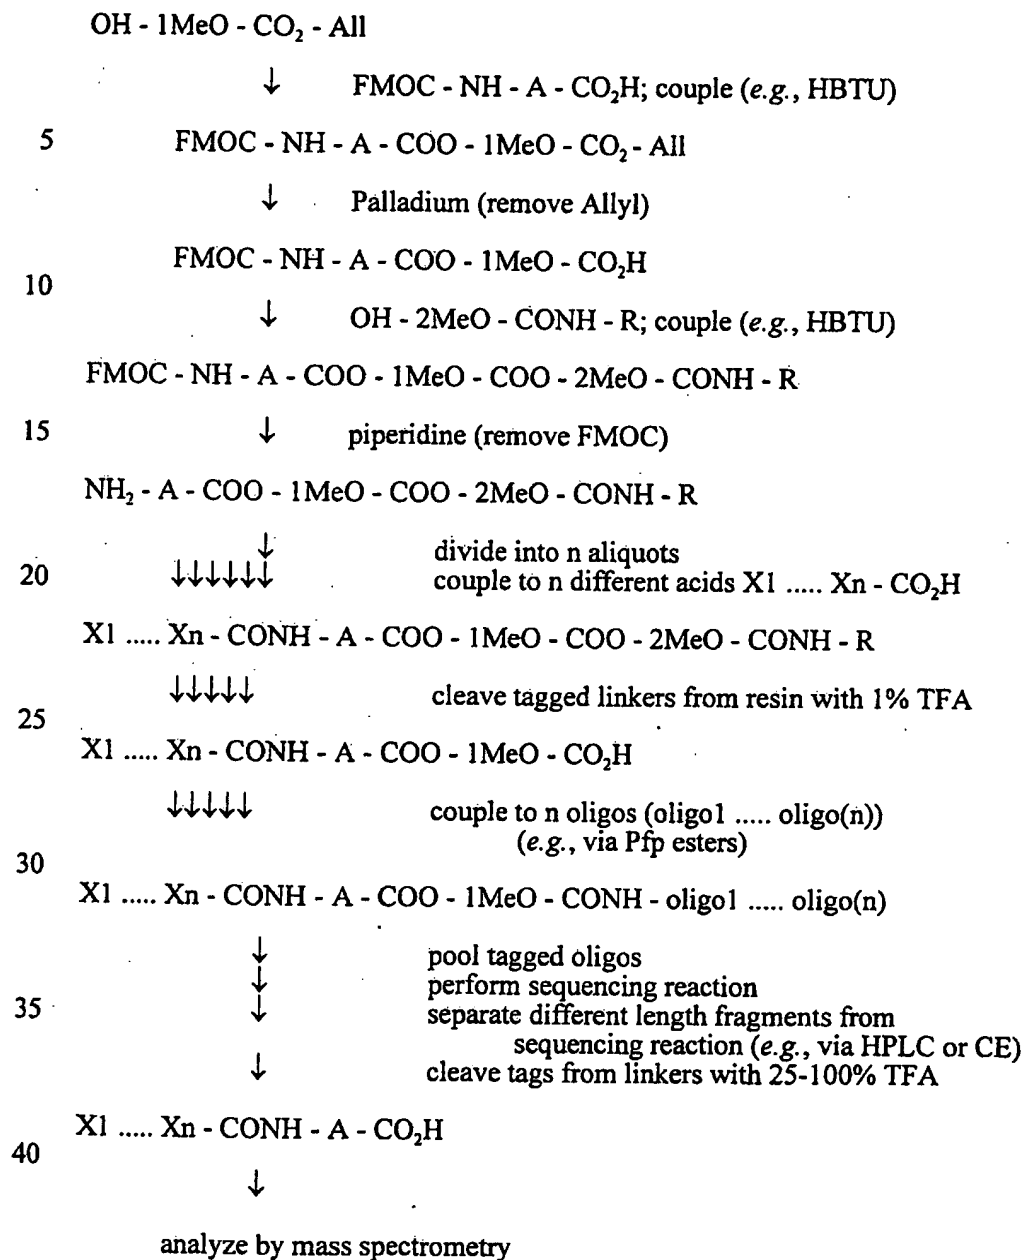 OH - 1MeO - CO₂ - All
↓ FMOC - NH - A - CO₂H; couple (e.g., HBTU)
5 FMOC - NH - A - COO - 1MeO - CO₂ - All
↓ Palladium (remove Allyl)
FMOC - NH - A - COO - 1MeO - CO₂H
10
↓ OH - 2MeO - CONH - R; couple (e.g., HBTU)
FMOC - NH - A - COO - 1MeO - COO - 2MeO - CONH - R
15 ↓ piperidine (remove FMOC)
NH₂ - A - COO - 1MeO - COO - 2MeO - CONH - R
↓ divide into n aliquots
20 ↓↓↓↓↓↓ couple to n different acids X1 ..... Xn - CO₂H
X1 ..... Xn - CONH - A - COO - 1MeO - COO - 2MeO - CONH - R
↓↓↓↓↓ cleave tagged linkers from resin with 1% TFA
25
X1 ..... Xn - CONH - A - COO - 1MeO - CO₂H
↓↓↓↓↓ couple to n oligos (oligo1 ..... oligo(n))
(e.g., via Pfp esters)
30
X1 ..... Xn - CONH - A - COO - 1MeO - CONH - oligo1 ..... oligo(n)
↓ pool tagged oligos
↓ perform sequencing reaction
35 ↓ separate different length fragments from
sequencing reaction (e.g., via HPLC or CE)
↓ cleave tags from linkers with 25-100% TFA
X1 ..... Xn - CONH - A - CO₂H
40
↓
analyze by mass spectrometry